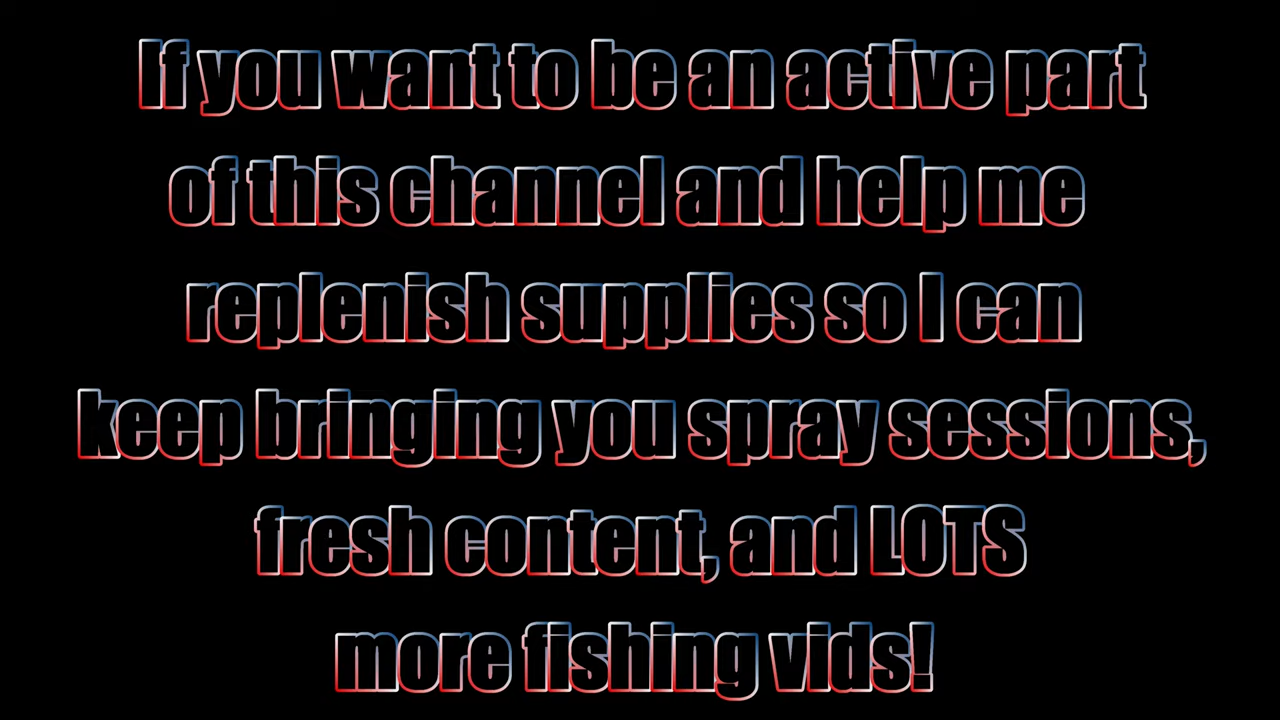 If you want to be an active part
of this channel and help me
replenish supplies so I can
keep bringing you spray sessions,
fresh content, and LOTS
more fishing vids!